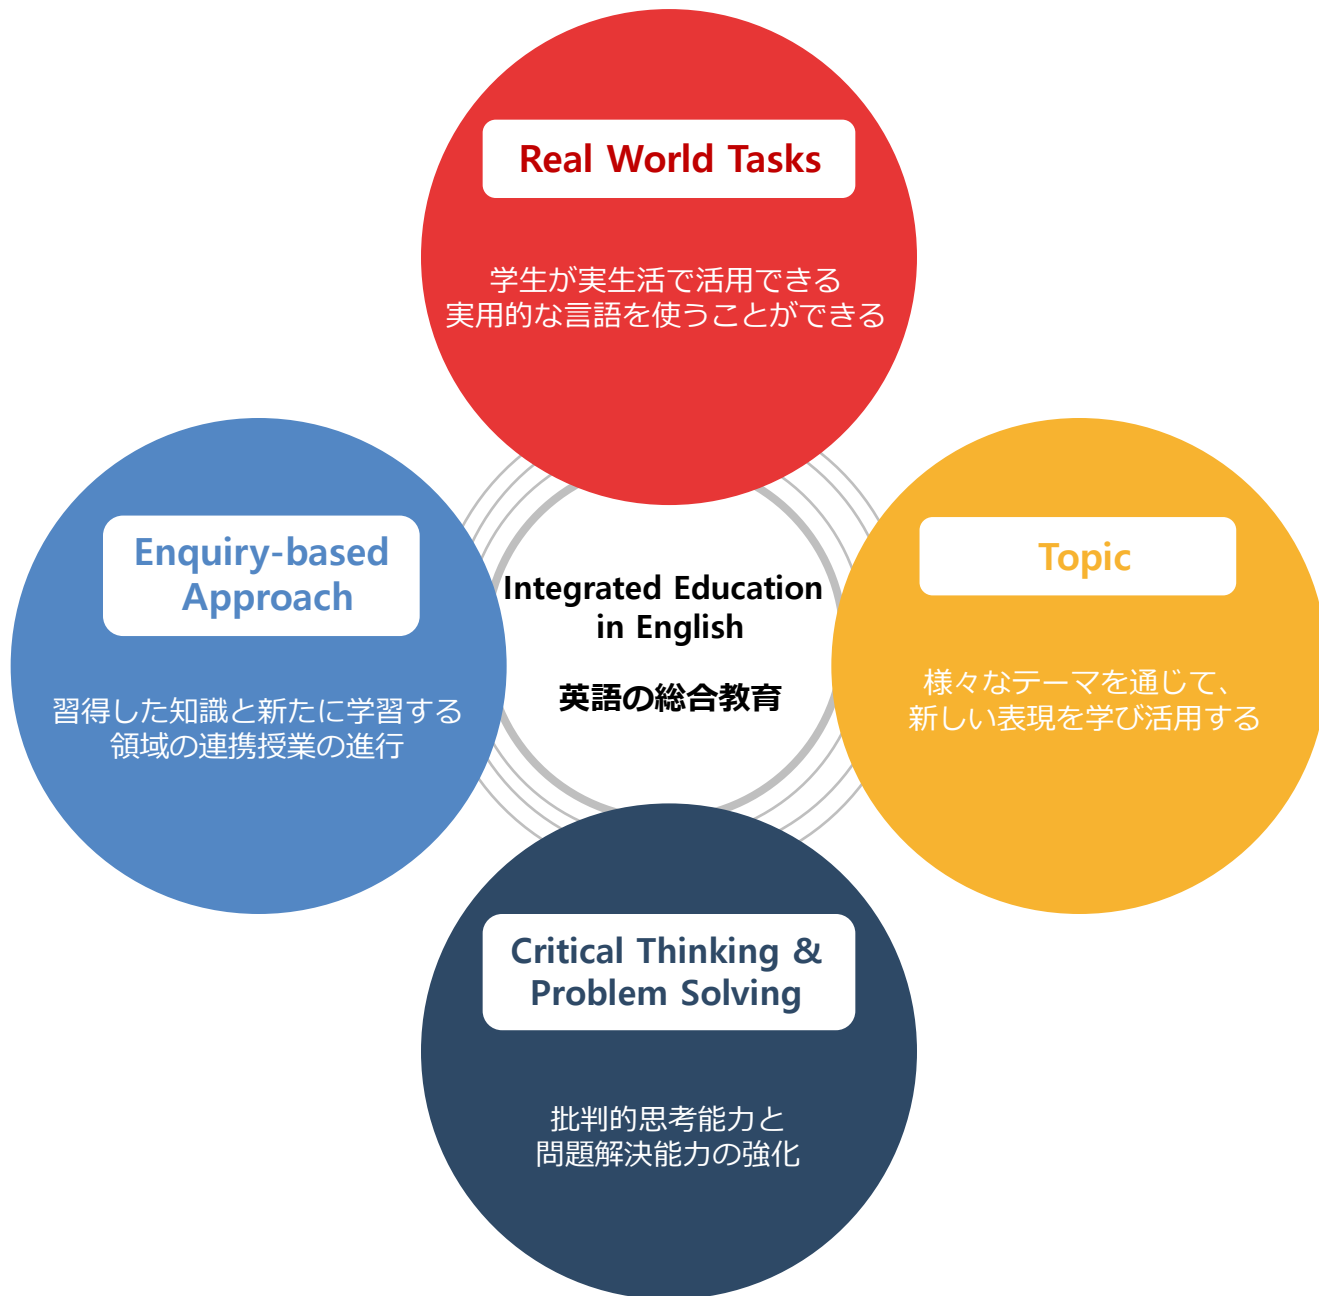 Real World Tasks
学生が実生活で活用できる
実用的な言語を使うことができる
Enquiry-based
Approach
習得した知識と新たに学習する
領域の連携授業の進行
Integrated Education
in English
英語の総合教育
Topic
様々なテーマを通じて、
新しい表現を学び活用する
Critical Thinking &
Problem Solving
批判的思考能力と
問題解決能力の強化